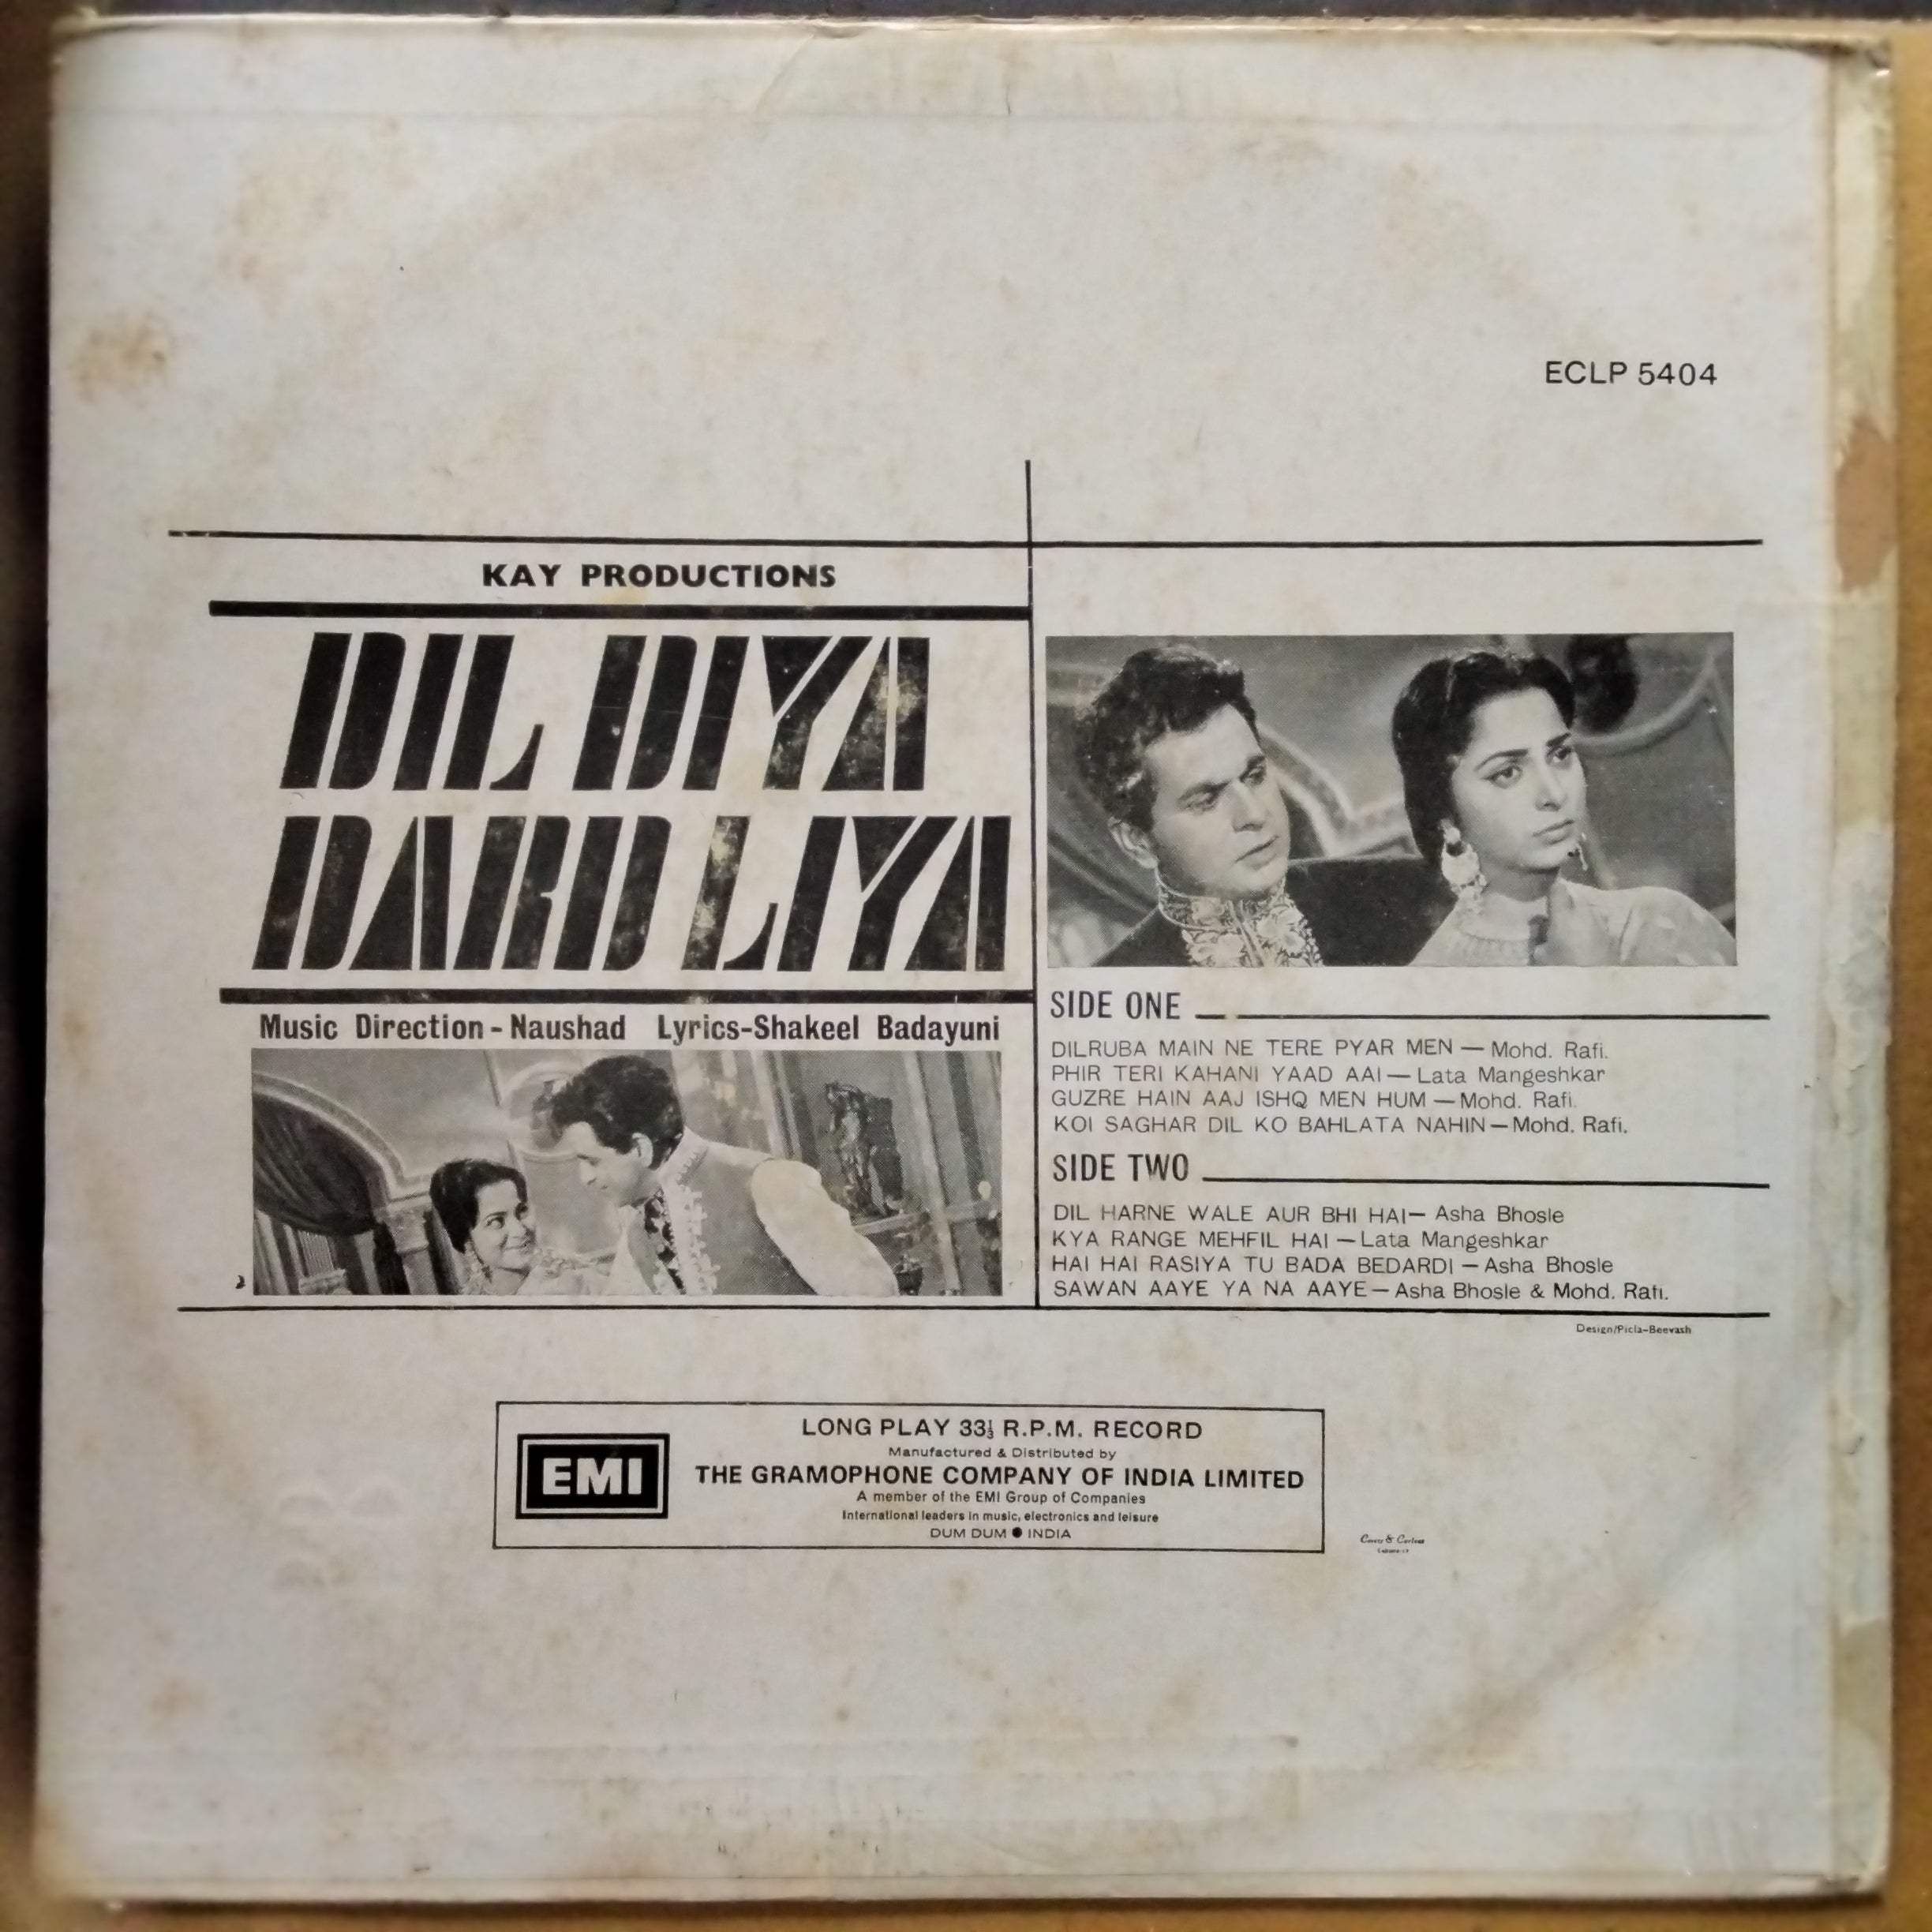 ECLP 5404
KAY PRODUCTIONS
DIL DIYA
DARD LIYA
Music Direction - Naushad Lyrics-Shakeel Badayuni
SIDE ONE
DILRUBA MAIN NE TERE PYAR MEN — Mohd. Rafi.
PHIR TERI KAHANI YAAD AAI — Lata Mangeshkar
GUZRE HAIN AAJ ISHQ MEN HUM — Mohd. Rafi.
KOI SAGHAR DIL KO BAHLATA NAHIN — Mohd. Rafi.
SIDE TWO
DIL HARNE WALE AUR BHI HAI — Asha Bhosle
KYA RANGE MEHFIL HAI — Lata Mangeshkar
HAI HAI RASIYA TU BADA BEDARDI — Asha Bhosle
SAWAN AAYE YA NA AAYE — Asha Bhosle & Mohd. Rafi.
Design/Picla-Beevash
EMI
LONG PLAY 33⅓ R.P.M. RECORD
Manufactured & Distributed by
THE GRAMOPHONE COMPANY OF INDIA LIMITED
A member of the EMI Group of Companies
International leaders in music, electronics and leisure
DUM DUM ● INDIA